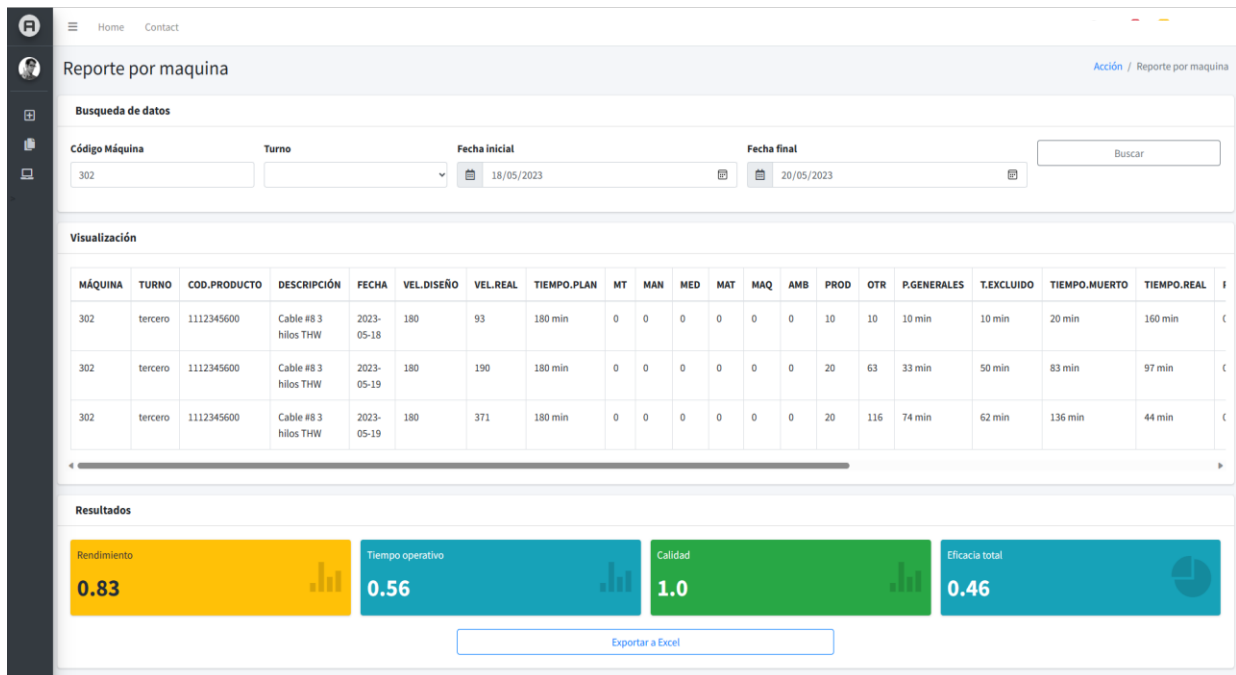 Home Contact
Reporte por maquina
Acción / Reporte por maquina
Busqueda de datos
Código Máquina Turno Fecha inicial Fecha final
302 18/05/2023 20/05/2023 Buscar
Visualización
MÁQUINA TURNO COD.PRODUCTO DESCRIPCIÓN FECHA VEL.DISEÑO VEL.REAL TIEMPO.PLAN MT MAN MED MAT MAQ AMB PROD OTR P.GENERALES T.EXCLUIDO TIEMPO.MUERTO TIEMPO.REAL
302 tercero 1112345600 Cable #8 3 2023- 180 93 180 min 0 0 0 0 0 0 10 10 10 min 10 min 20 min 160 min
hilos THW 05-18
302 tercero 1112345600 Cable #8 3 2023- 180 190 180 min 0 0 0 0 0 0 20 63 33 min 50 min 83 min 97 min
hilos THW 05-19
302 tercero 1112345600 Cable #8 3 2023- 180 371 180 min 0 0 0 0 0 0 20 116 74 min 62 min 136 min 44 min
hilos THW 05-19
Resultados
Rendimiento Tiempo operativo Calidad Eficacia total
0.83 0.56 1.0 0.46
Exportar a Excel